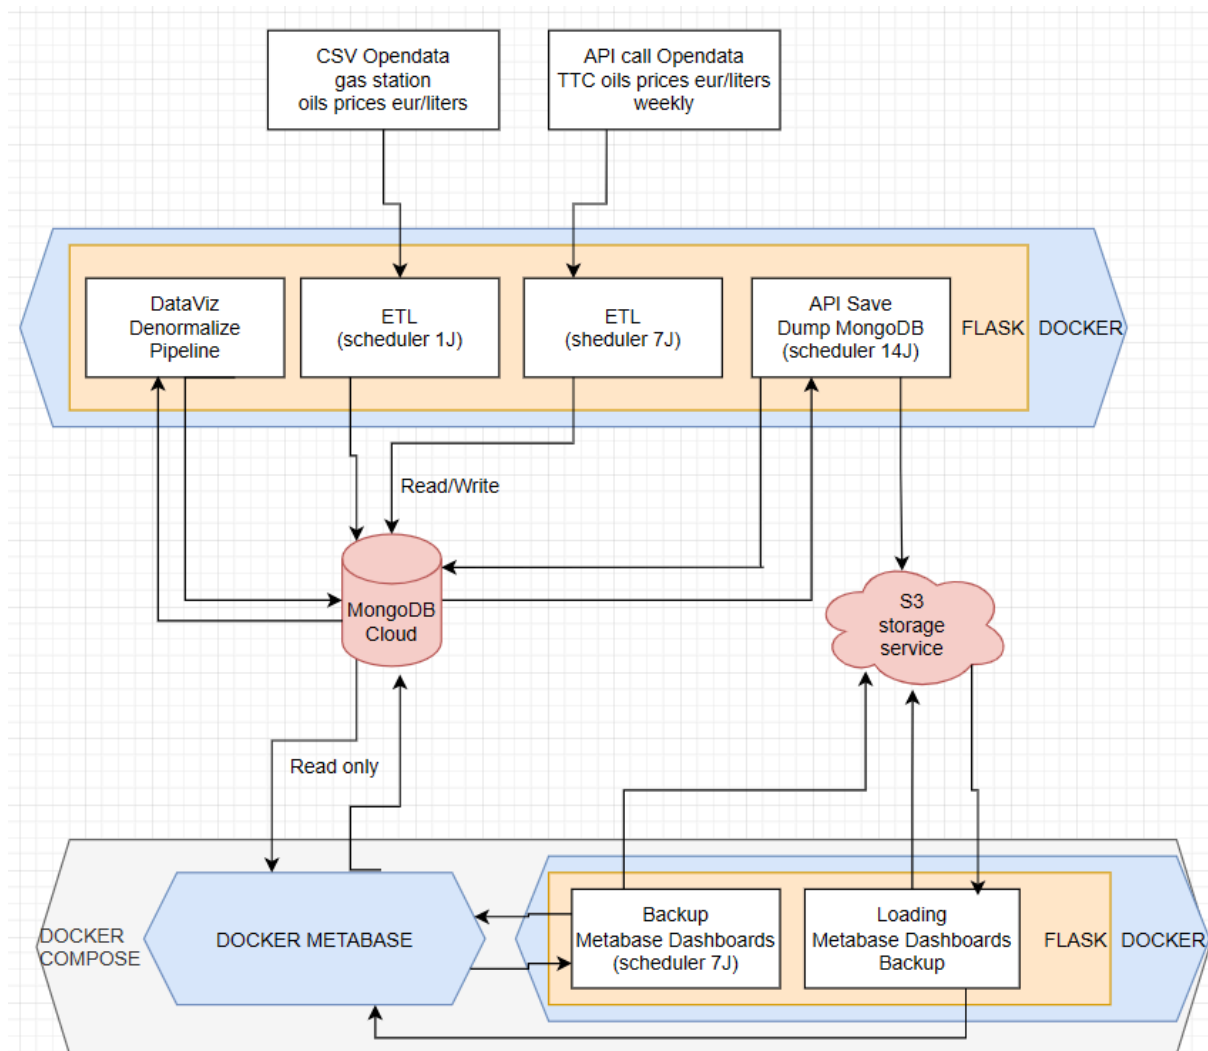 CSV Opendata
gas station
oils prices eur/liters
API call Opendata
TTC oils prices eur/liters
weekly
DataViz
Denormalize
Pipeline
ETL
(scheduler 1J)
ETL
(sheduler 7J)
API Save
Dump MongoDB
(scheduler 14J)
FLASK
DOCKER
Read/Write
MongoDB
Cloud
S3
storage
service
Read only
DOCKER
COMPOSE
DOCKER METABASE
Backup
Metabase Dashboards
(scheduler 7J)
Loading
Metabase Dashboards
Backup
FLASK
DOCKER